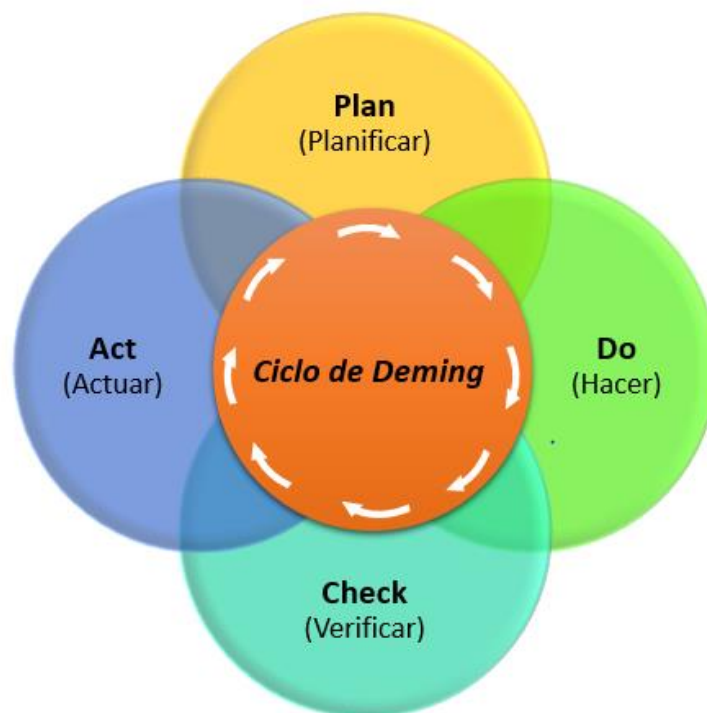 Plan
(Planificar)
Act
(Actuar)
Ciclo de Deming
Do
(Hacer)
Check
(Verificar)